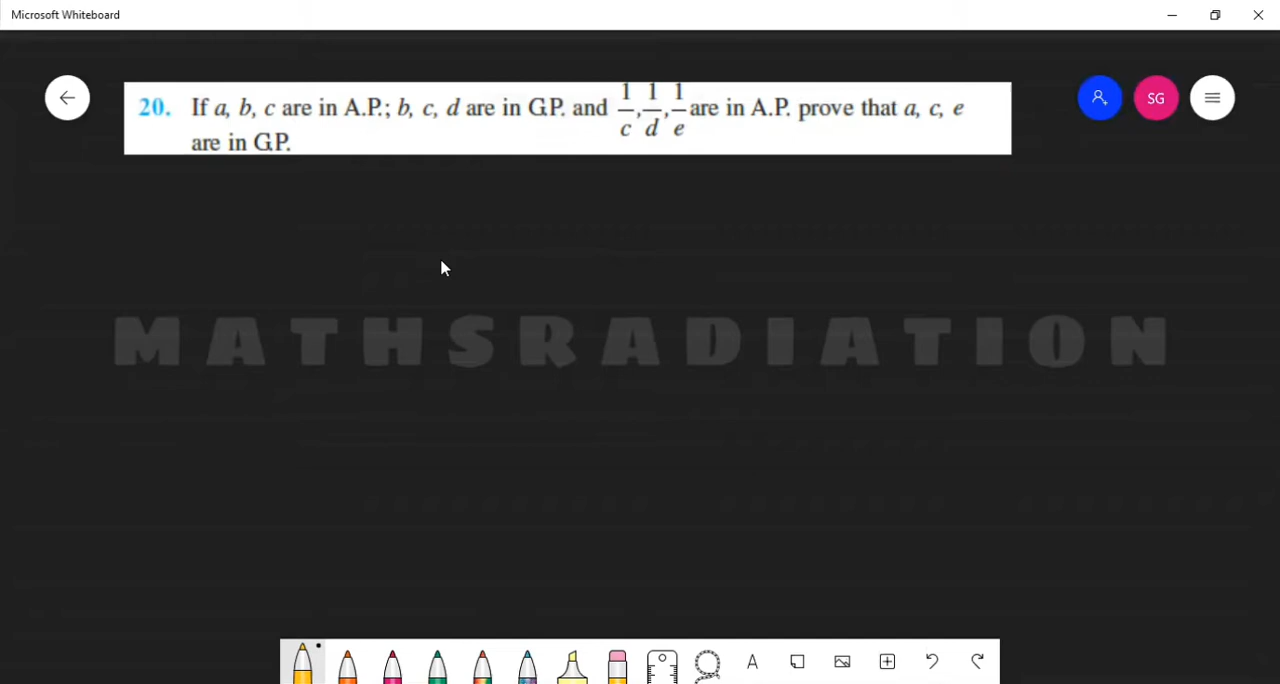 Microsoft Whiteboard
20. If a, b, c are in A.P.; b, c, d are in G.P. and 1/c, 1/d, 1/e are in A.P. prove that a, c, e
are in G.P.
SG
MATHSRADIATION
A